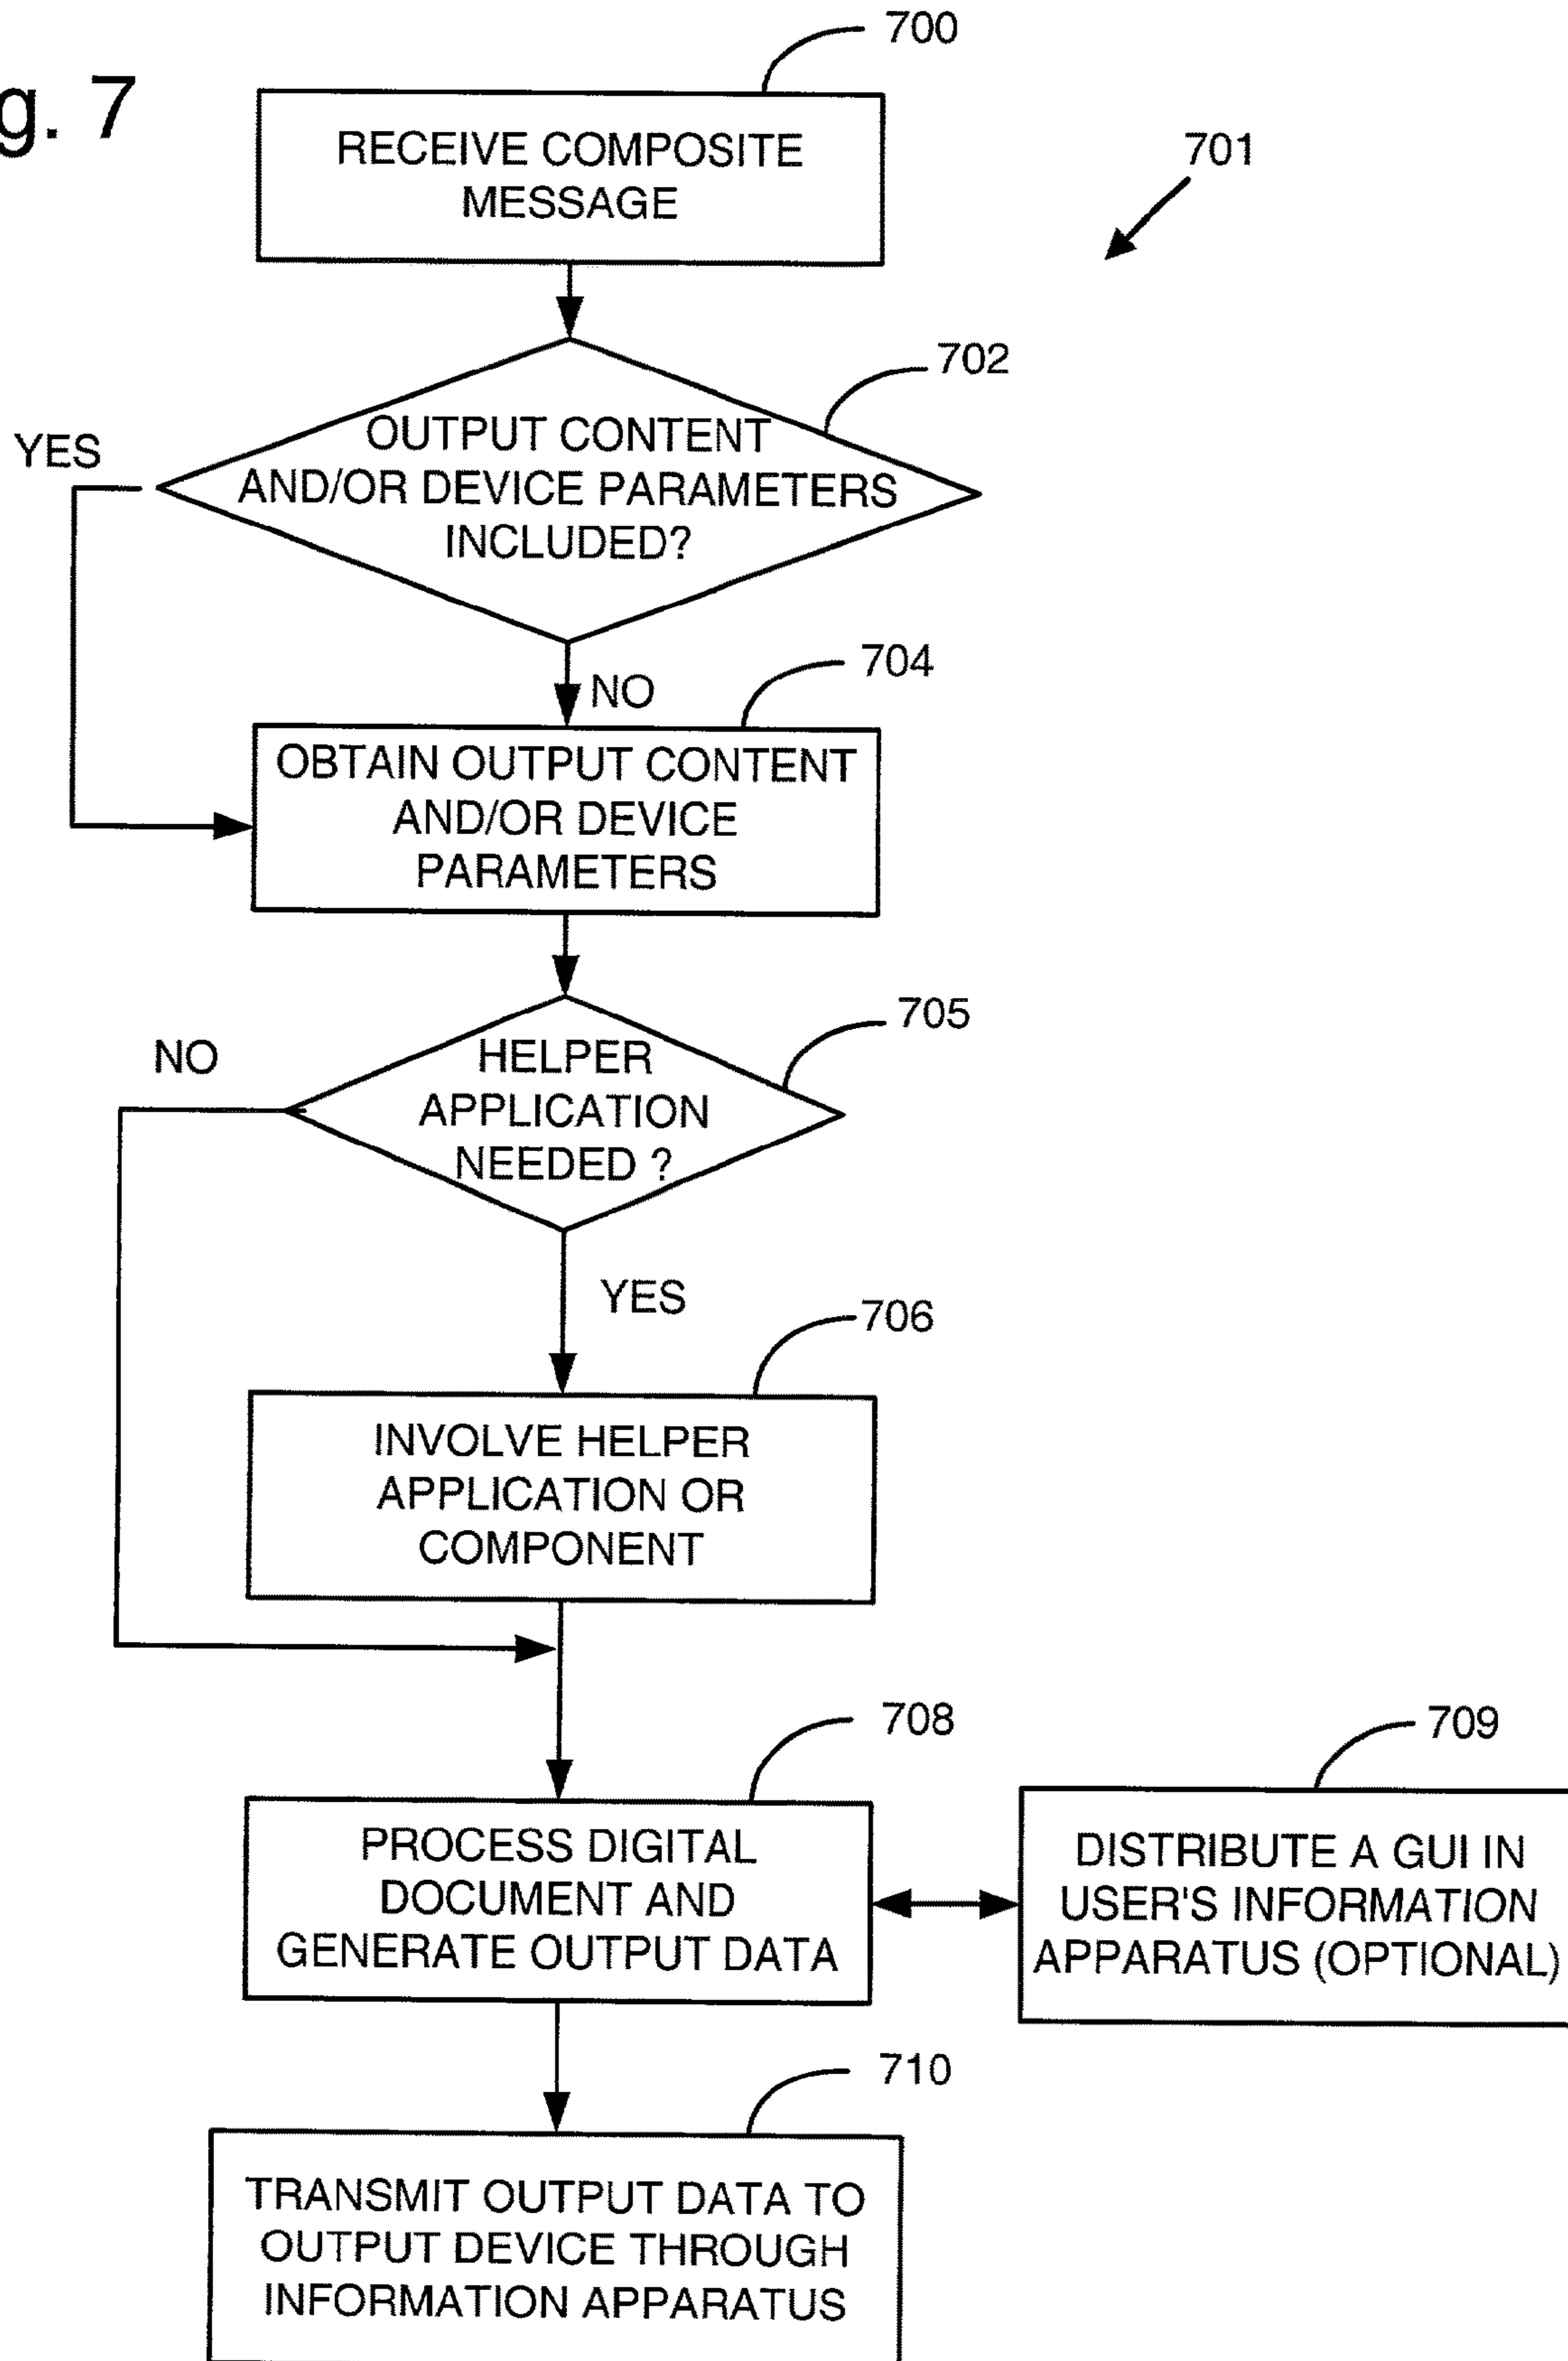 g. 7
700
RECEIVE COMPOSITE
MESSAGE
701
702
YES
OUTPUT CONTENT
AND/OR DEVICE PARAMETERS
INCLUDED?
NO
704
OBTAIN OUTPUT CONTENT
AND/OR DEVICE
PARAMETERS
705
NO
HELPER
APPLICATION
NEEDED ?
YES
706
INVOLVE HELPER
APPLICATION OR
COMPONENT
708
PROCESS DIGITAL
DOCUMENT AND
GENERATE OUTPUT DATA
709
DISTRIBUTE A GUI IN
USER'S INFORMATION
APPARATUS (OPTIONAL)
710
TRANSMIT OUTPUT DATA TO
OUTPUT DEVICE THROUGH
INFORMATION APPARATUS